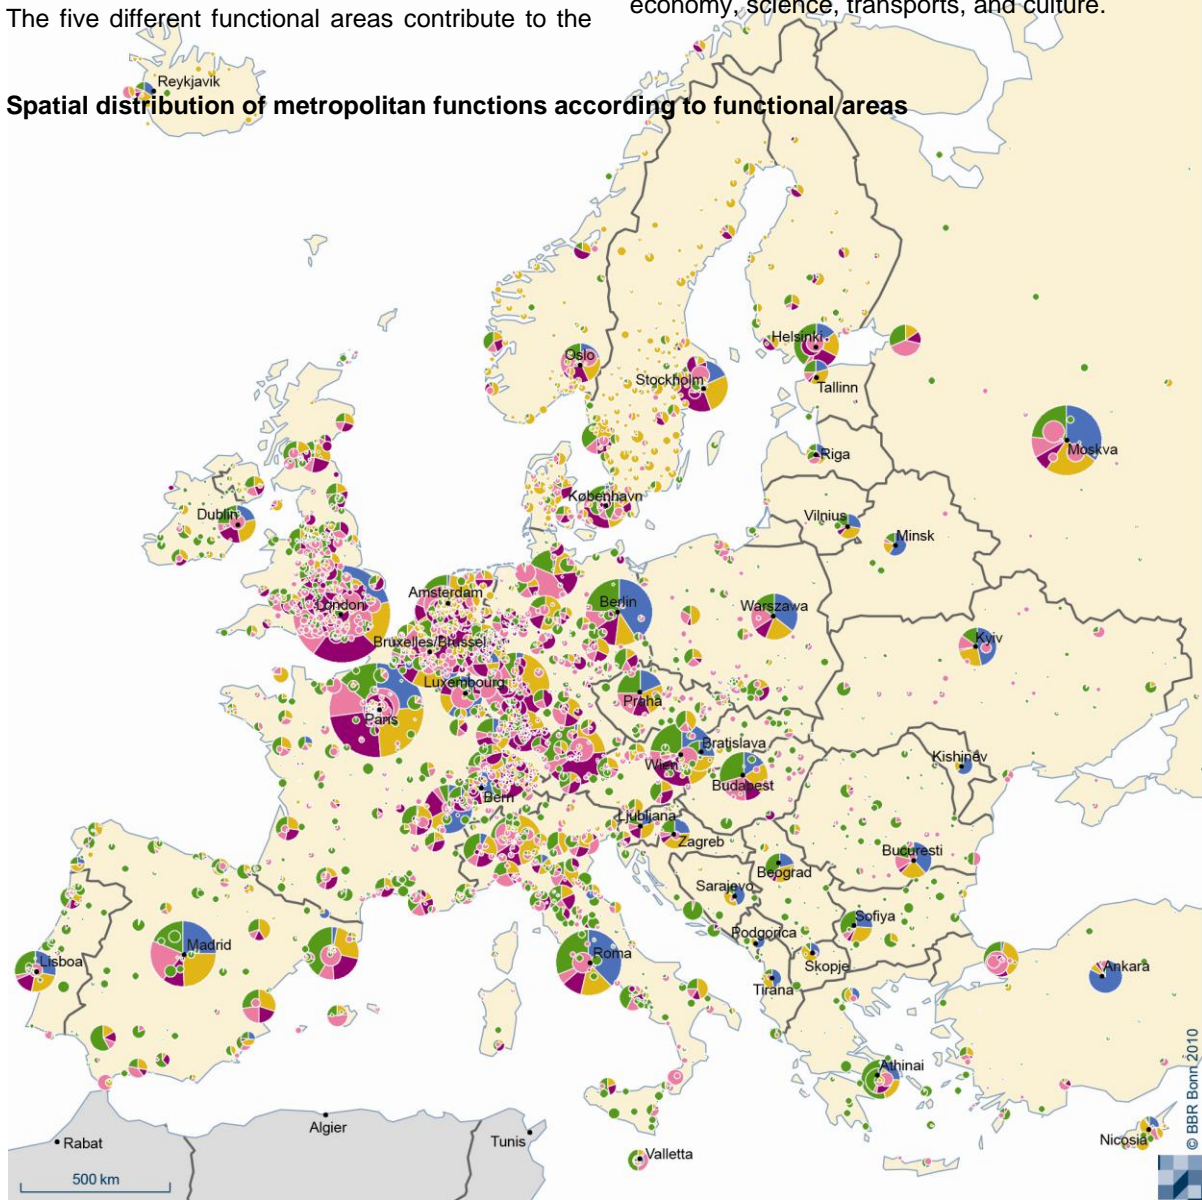 The five different functional areas contribute to the
economy, science, transports, and culture.
Spatial distribution of metropolitan functions according to functional areas
Reykjavik
Helsinki
Oslo
Stockholm
Tallinn
Moskva
Riga
København
Dublin
Vilnius
Minsk
Amsterdam
London
Berlin
Warszawa
Bruxelles/Brussel
Kyiv
Luxembourg
Praha
Paris
Bratislava
Wien
Kishinev
Budapest
Bern
Ljubljana
Zagreb
Bucuresti
Beograd
Sarajevo
Sofiya
Podgorica
Madrid
Roma
Lisboa
Skopje
Ankara
Tirana
Athinai
© BBR Bonn 2010
Algier
Rabat
Tunis
Nicosia
Valletta
500 km